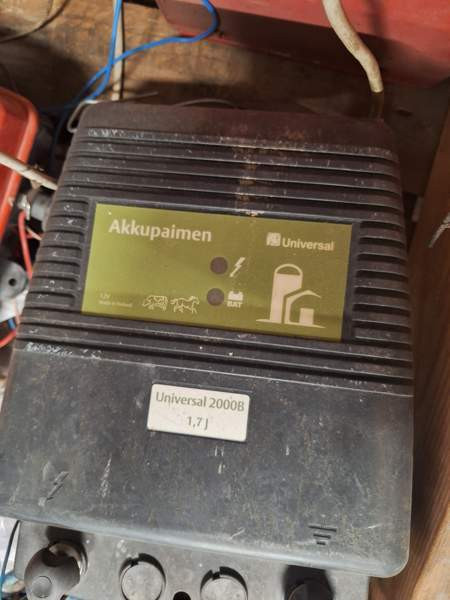 Akkupaimen
Universal
12V
Made in Finland
BAT
Universal 2000B
1,7 J